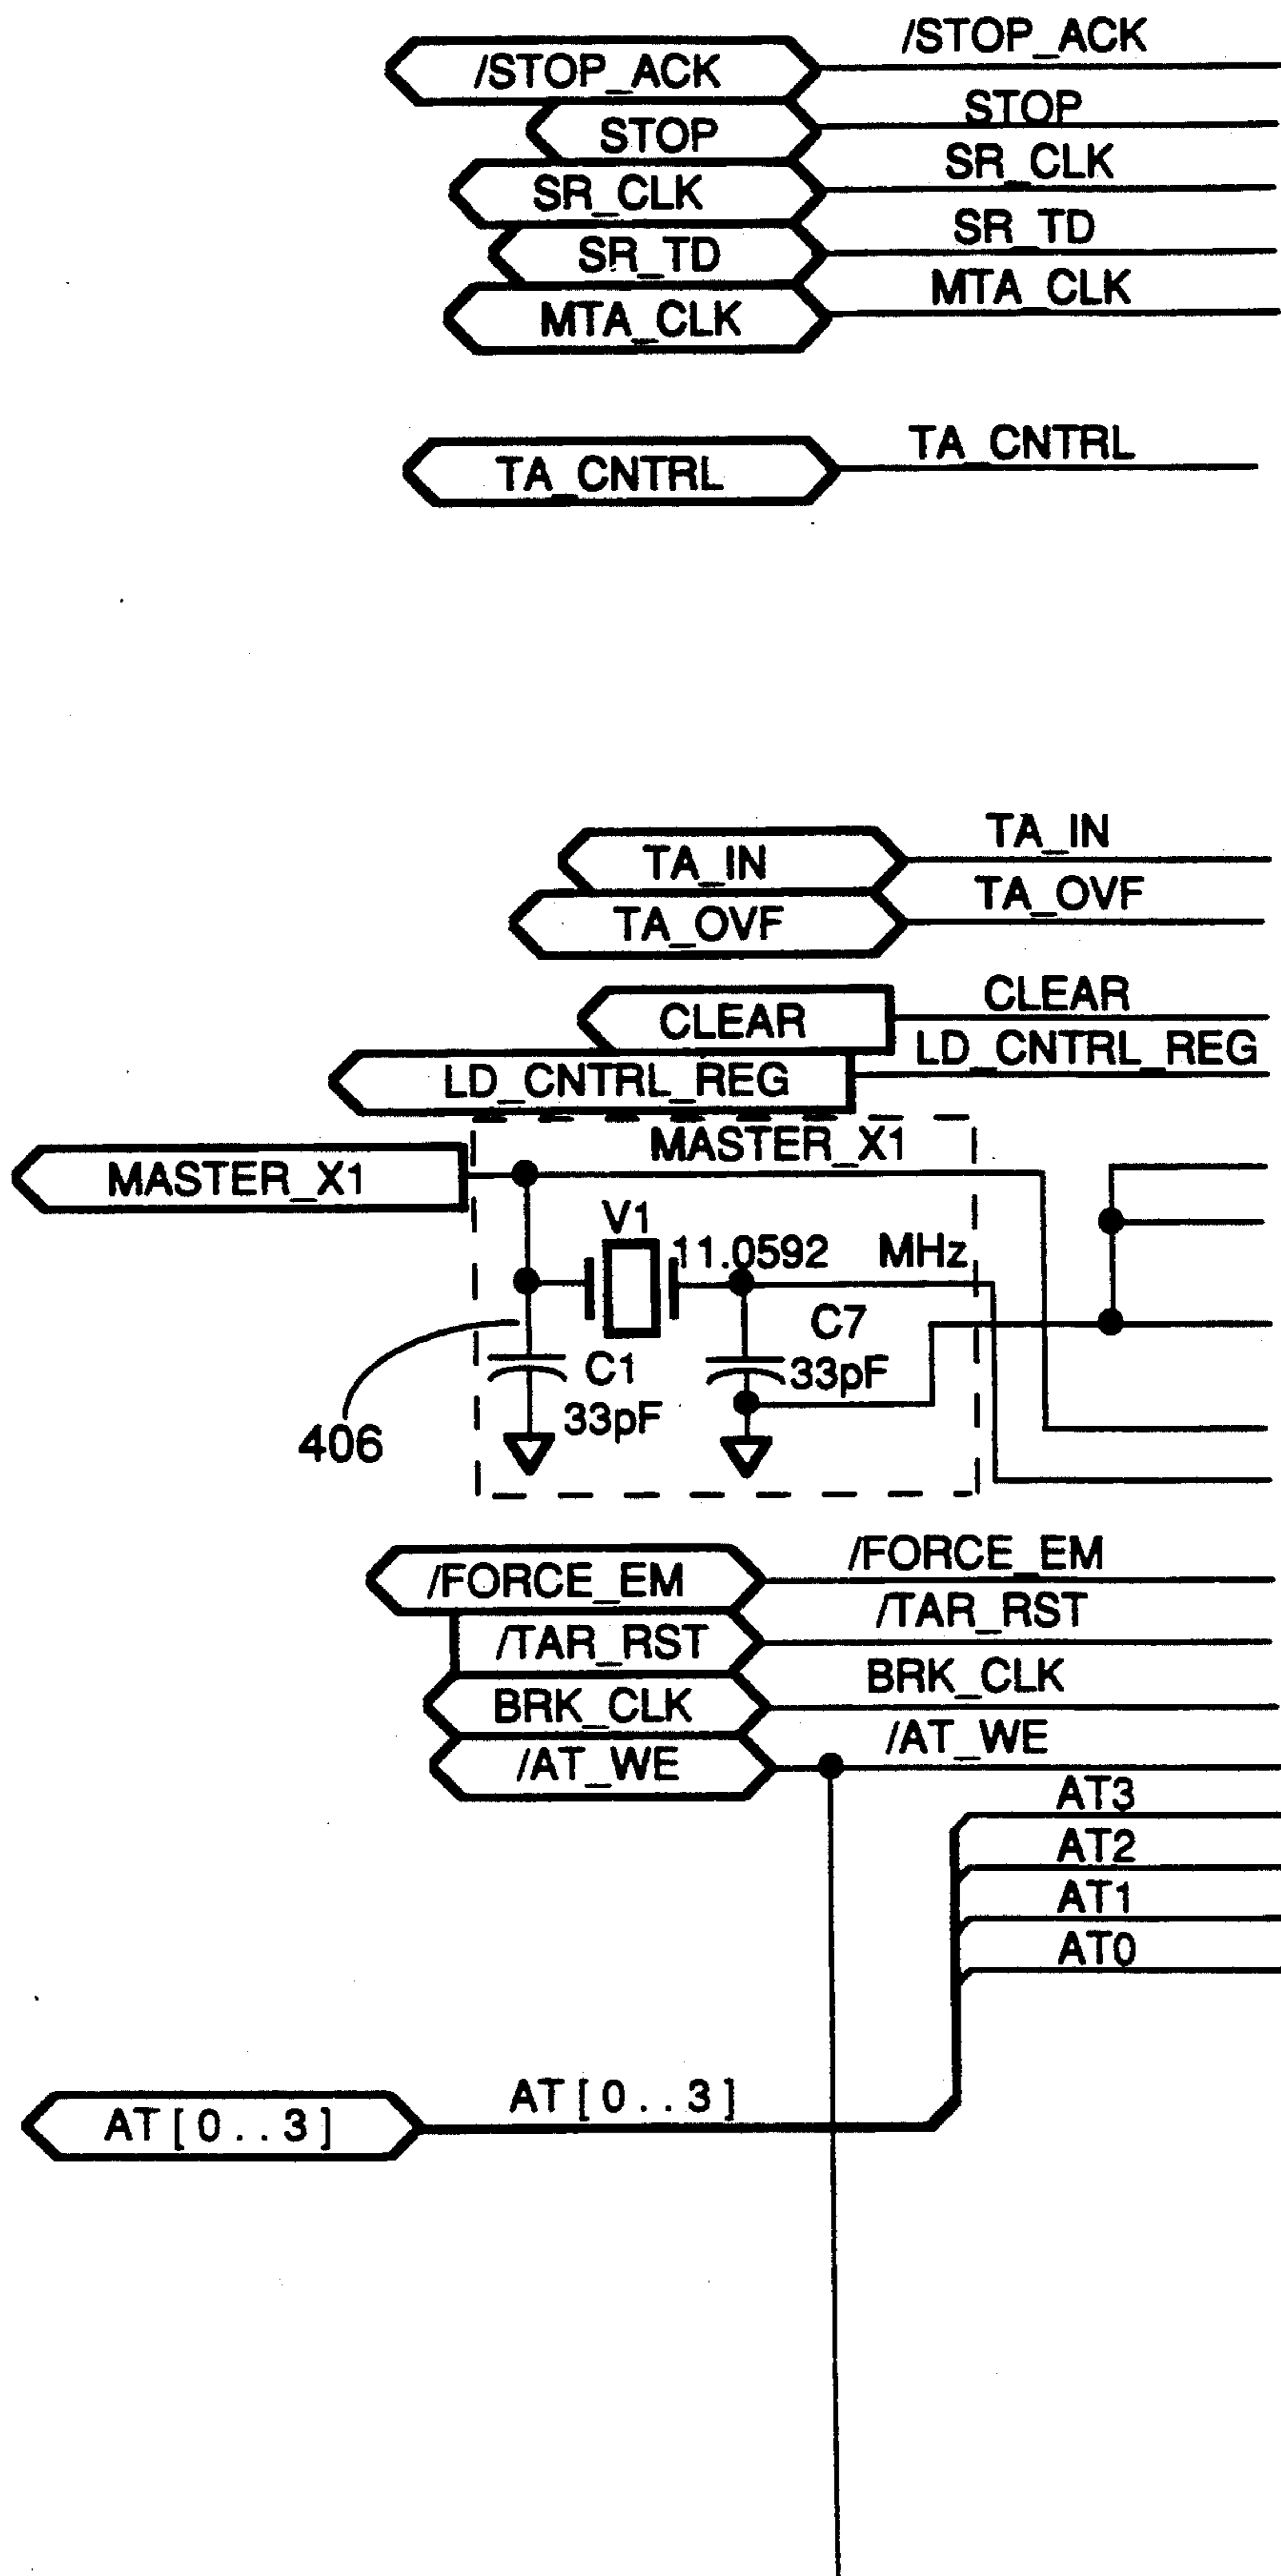 /STOP_ACK /STOP_ACK
STOP STOP
SR_CLK SR_CLK
SR_TD SR_TD
MTA_CLK MTA_CLK
TA_CNTRL TA_CNTRL
TA_IN TA_IN
TA_OVF TA_OVF
CLEAR CLEAR
LD_CNTRL_REG LD_CNTRL_REG
MASTER_X1 MASTER_X1
V1
11.0592 MHz
C7
33pF
C1
33pF
406
/FORCE_EM /FORCE_EM
/TAR_RST /TAR_RST
BRK_CLK BRK_CLK
/AT_WE /AT_WE
AT3
AT2
AT1
AT0
AT[0..3] AT[0..3]